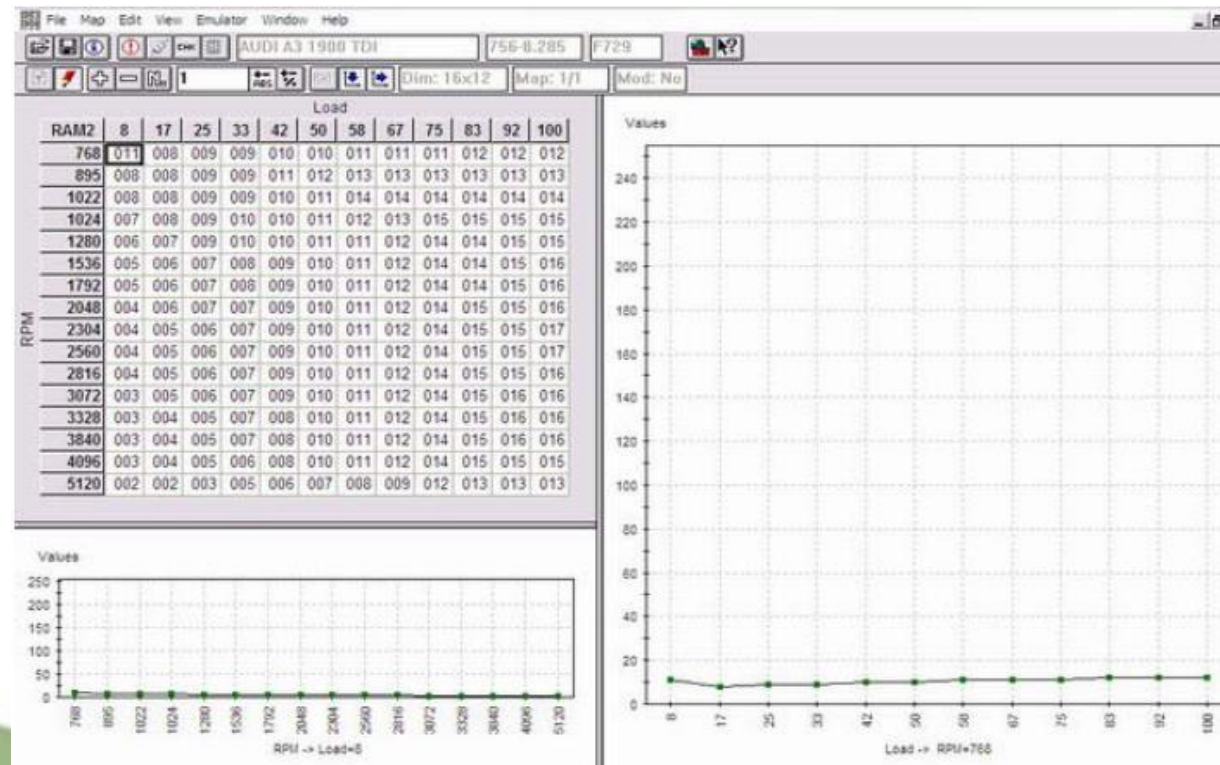 File Map Edit View Emulator Window Help
CHK AUDI A3 1900 TDI 756-8.285 F729
1 ABS Dim: 16x12 Map: 1/1 Mod: No
Load
RAM2 8 17 25 33 42 50 58 67 75 83 92 100
768 011 008 009 009 010 010 011 011 011 012 012 012
895 008 008 009 009 011 012 013 013 013 013 013 013
1022 008 008 009 009 010 011 014 014 014 014 014 014
1024 007 008 009 010 010 011 012 013 015 015 015 015
1280 006 007 009 010 010 011 011 012 014 014 015 015
1536 005 006 007 008 009 010 011 012 014 014 015 016
1792 005 006 007 008 009 010 011 012 014 014 015 016
2048 004 006 007 007 009 010 011 012 014 015 015 016
2304 004 005 006 007 009 010 011 012 014 015 015 017
2560 004 005 006 007 009 010 011 012 014 015 015 017
2816 004 005 006 007 009 010 011 012 014 015 015 016
3072 003 005 006 007 009 010 011 012 014 015 016 016
3328 003 004 005 007 008 010 011 012 014 015 016 016
3840 003 004 005 007 008 010 011 012 014 015 016 016
4096 003 004 005 006 008 010 011 012 014 015 015 015
5120 002 002 003 005 006 007 008 009 012 013 013 013
RPM
Values
250
200
150
100
50
0
768 895 1022 1024 1280 1536 1792 2048 2304 2560 2816 3072 3328 3840 4096 5120
RPM -> Load=8
Values
240
220
200
180
160
140
120
100
80
60
40
20
0
8 17 25 33 42 50 58 67 75 83 92 100
Load -> RPM=768